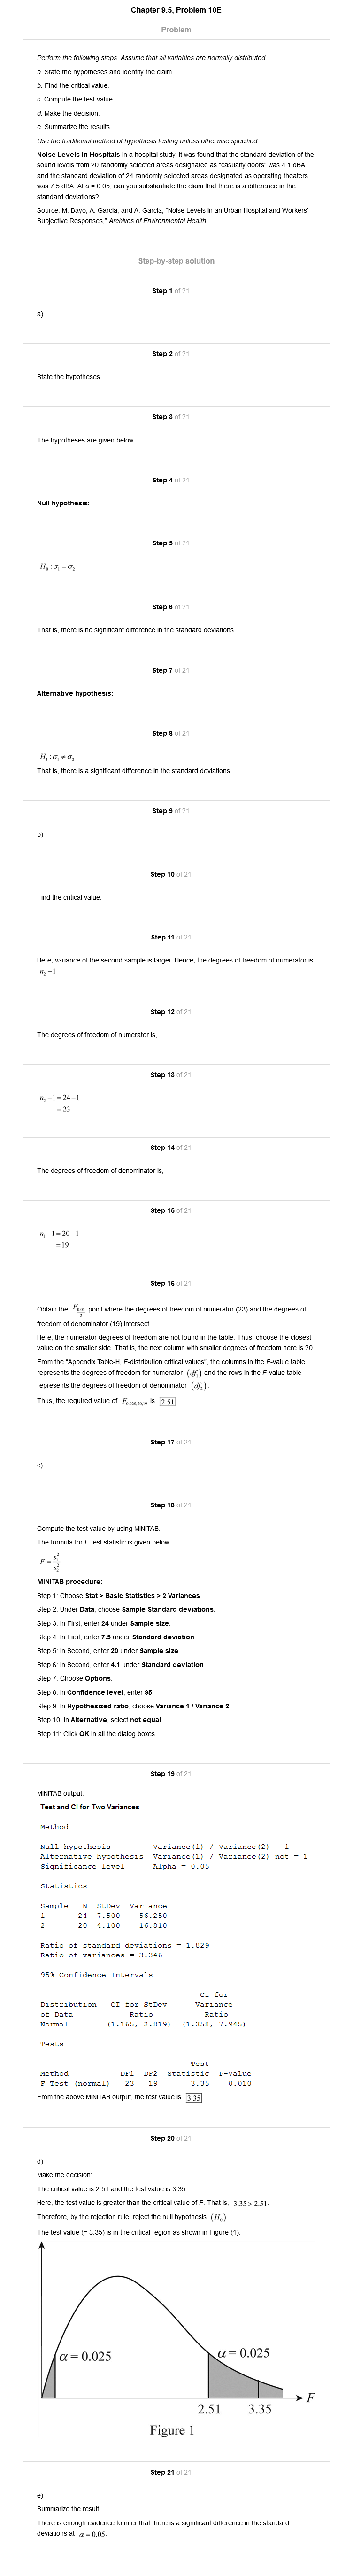 Chapter 9.5, Problem 10E
Problem
Perform the following steps. Assume that all variables are normally distributed.
a. State the hypotheses and identify the claim.
b. Find the critical value.
c. Compute the test value.
d. Make the decision.
e. Summarize the results.
Use the traditional method of hypothesis testing unless otherwise specified.
Noise Levels in Hospitals In a hospital study, it was found that the standard deviation of the
sound levels from 20 randomly selected areas designated as “casualty doors” was 4.1 dBA
and the standard deviation of 24 randomly selected areas designated as operating theaters
was 7.5 dBA. At α = 0.05, can you substantiate the claim that there is a difference in the
standard deviations?
Source: M. Bayo, A. Garcia, and A. Garcia, “Noise Levels in an Urban Hospital and Workers’
Subjective Responses,” Archives of Environmental Health.
Step-by-step solution
Step 1 of 21
a)
Step 2 of 21
State the hypotheses.
Step 3 of 21
The hypotheses are given below:
Step 4 of 21
Null hypothesis:
Step 5 of 21
H₀ : σ₁ = σ₂
Step 6 of 21
That is, there is no significant difference in the standard deviations.
Step 7 of 21
Alternative hypothesis:
Step 8 of 21
H₁ : σ₁ ≠ σ₂
That is, there is a significant difference in the standard deviations.
Step 9 of 21
b)
Step 10 of 21
Find the critical value.
Step 11 of 21
Here, variance of the second sample is larger. Hence, the degrees of freedom of numerator is
n₂ − 1
Step 12 of 21
The degrees of freedom of numerator is,
Step 13 of 21
n₂ − 1 = 24 − 1
= 23
Step 14 of 21
The degrees of freedom of denominator is,
Step 15 of 21
n₁ − 1 = 20 − 1
= 19
Step 16 of 21
Obtain the F_{0.05/2} point where the degrees of freedom of numerator (23) and the degrees of
freedom of denominator (19) intersect.
Here, the numerator degrees of freedom are not found in the table. Thus, choose the closest
value on the smaller side. That is, the next column with smaller degrees of freedom here is 20.
From the “Appendix Table-H, F-distribution critical values”, the columns in the F-value table
represents the degrees of freedom for numerator (df₁) and the rows in the F-value table
represents the degrees of freedom of denominator (df₂).
Thus, the required value of F_{0.025,20,19} is 2.51.
Step 17 of 21
c)
Step 18 of 21
Compute the test value by using MINITAB.
The formula for F-test statistic is given below:
F = s₁²/s₂²
MINITAB procedure:
Step 1: Choose Stat > Basic Statistics > 2 Variances.
Step 2: Under Data, choose Sample Standard deviations.
Step 3: In First, enter 24 under Sample size.
Step 4: In First, enter 7.5 under Standard deviation.
Step 5: In Second, enter 20 under Sample size.
Step 6: In Second, enter 4.1 under Standard deviation.
Step 7: Choose Options.
Step 8: In Confidence level, enter 95.
Step 9: In Hypothesized ratio, choose Variance 1 / Variance 2.
Step 10: In Alternative, select not equal.
Step 11: Click OK in all the dialog boxes.
Step 19 of 21
MINITAB output:
Test and CI for Two Variances
Method
Null hypothesis Variance(1) / Variance(2) = 1
Alternative hypothesis Variance(1) / Variance(2) not = 1
Significance level Alpha = 0.05
Statistics
Sample N StDev Variance
1 24 7.500 56.250
2 20 4.100 16.810
Ratio of standard deviations = 1.829
Ratio of variances = 3.346
95% Confidence Intervals
CI for
Distribution CI for StDev Variance
of Data Ratio Ratio
Normal (1.165, 2.819) (1.358, 7.945)
Tests
Test
Method DF1 DF2 Statistic P-Value
F Test (normal) 23 19 3.35 0.010
From the above MINITAB output, the test value is 3.35.
Step 20 of 21
d)
Make the decision:
The critical value is 2.51 and the test value is 3.35.
Here, the test value is greater than the critical value of F. That is, 3.35 > 2.51.
Therefore, by the rejection rule, reject the null hypothesis (H₀).
The test value (= 3.35) is in the critical region as shown in Figure (1).
α = 0.025
α = 0.025
F
2.51 3.35
Figure 1
Step 21 of 21
e)
Summarize the result:
There is enough evidence to infer that there is a significant difference in the standard
deviations at α = 0.05.